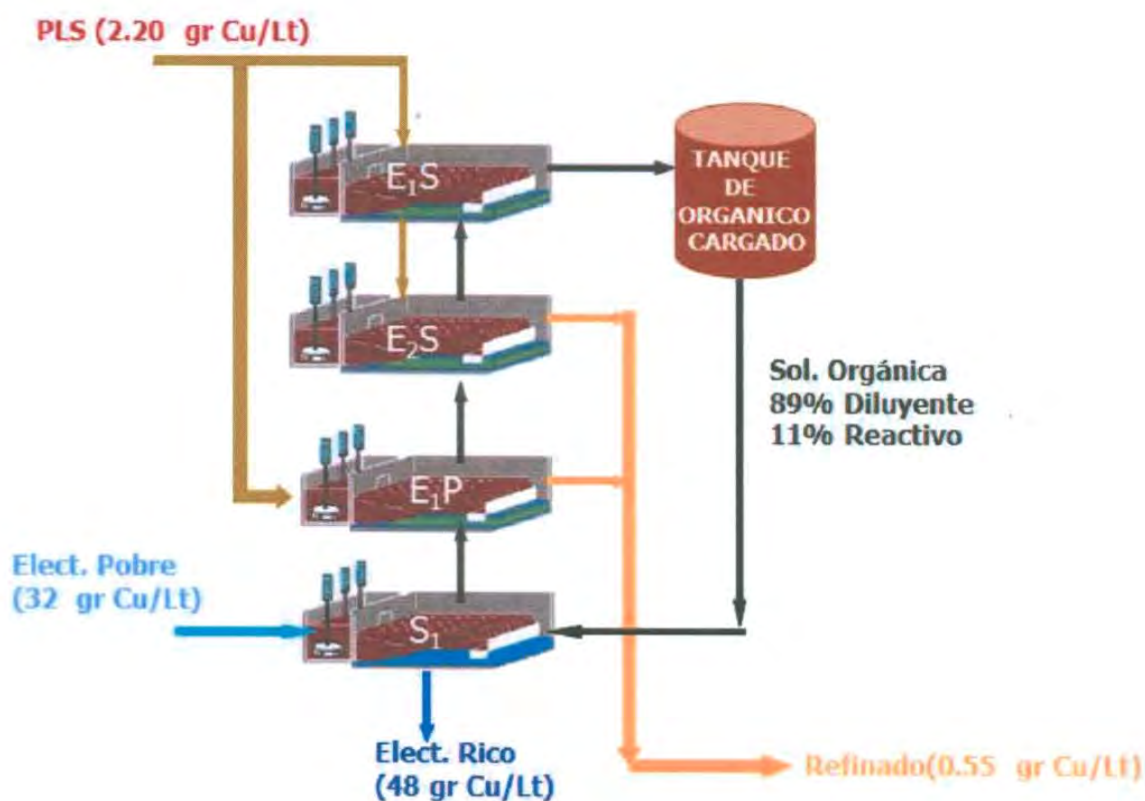 PLS (2.20 gr Cu/Lt)
E₁S
TANQUE
DE
ORGANICO
CARGADO
E₂S
Sol. Orgánica
89% Diluyente
11% Reactivo
E₁P
Elect. Pobre
(32 gr Cu/Lt)
S₁
Elect. Rico
(48 gr Cu/Lt)
Refinado(0.55 gr Cu/Lt)